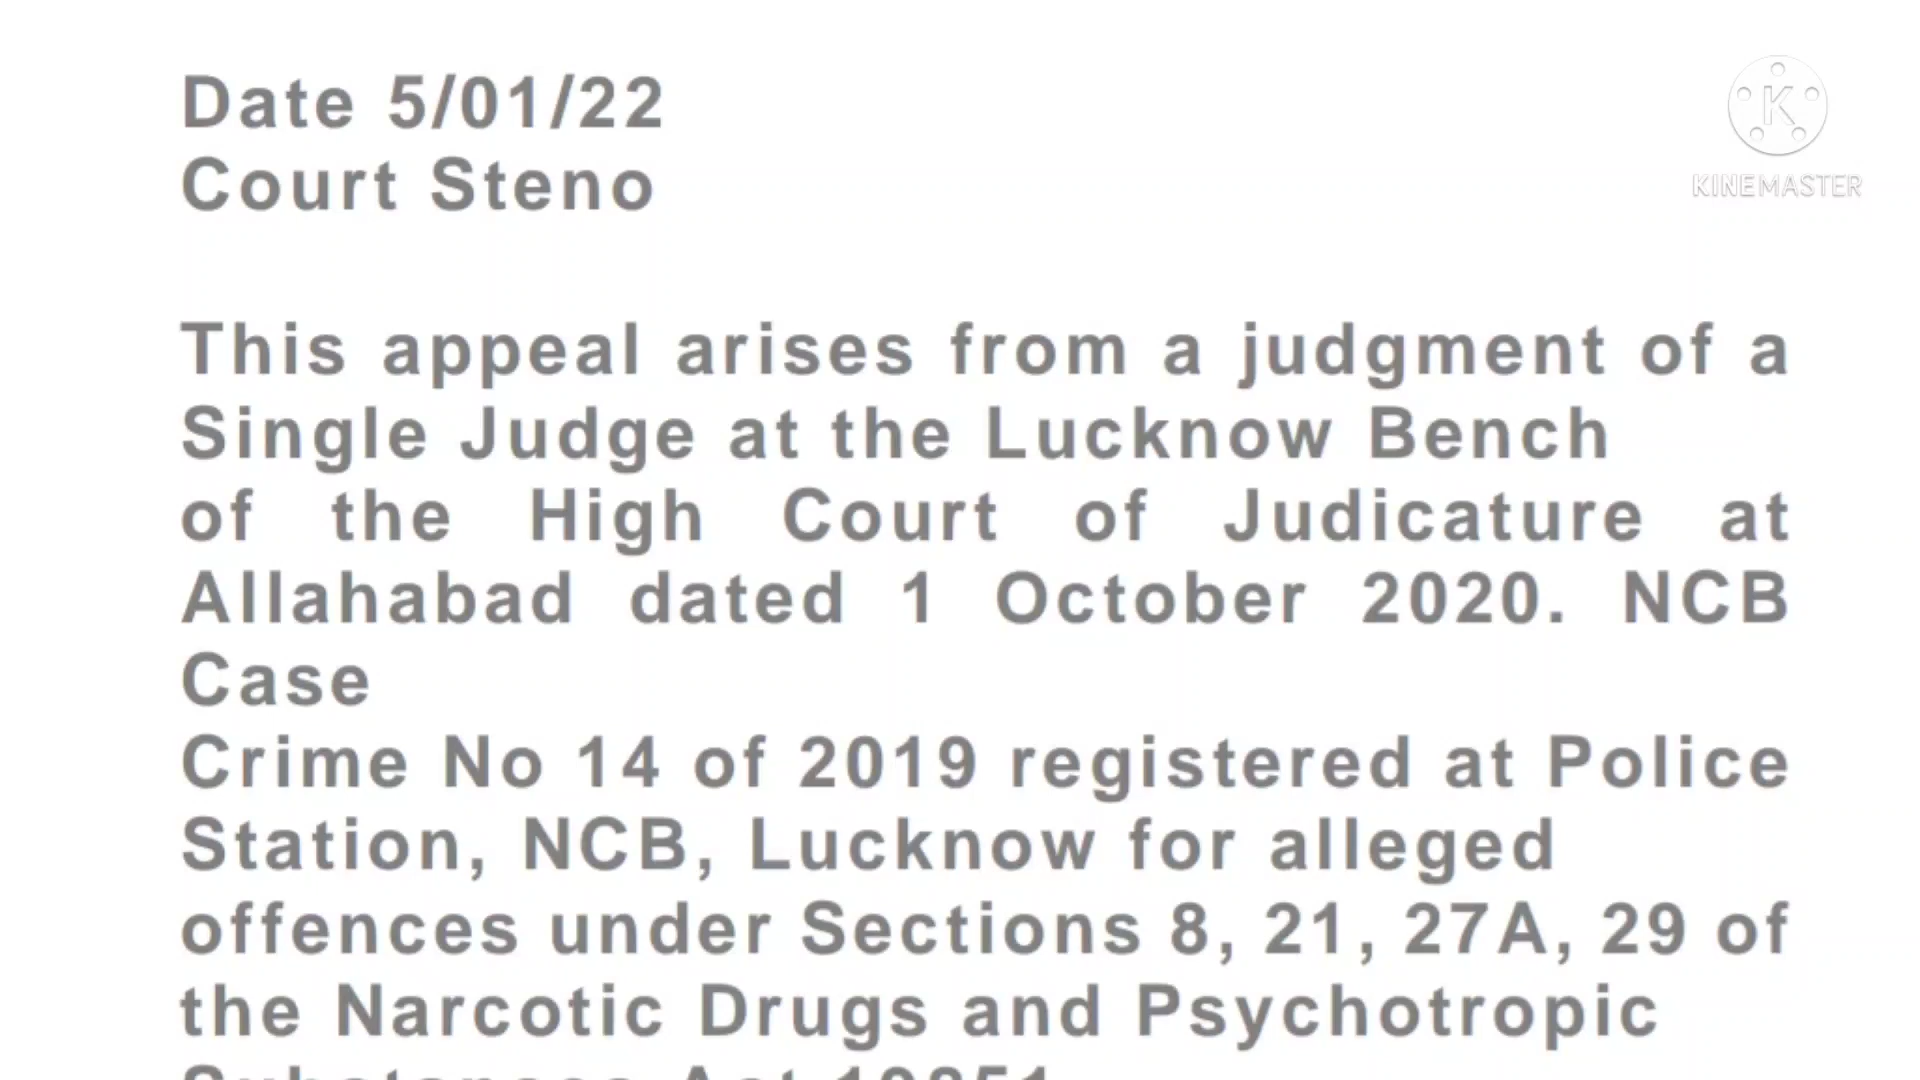 Date 5/01/22
Court Steno
KINEMASTER
This appeal arises from a judgment of a
Single Judge at the Lucknow Bench
of the High Court of Judicature at
Allahabad dated 1 October 2020. NCB
Case
Crime No 14 of 2019 registered at Police
Station, NCB, Lucknow for alleged
offences under Sections 8, 21, 27A, 29 of
the Narcotic Drugs and Psychotropic
Substances Act 19851